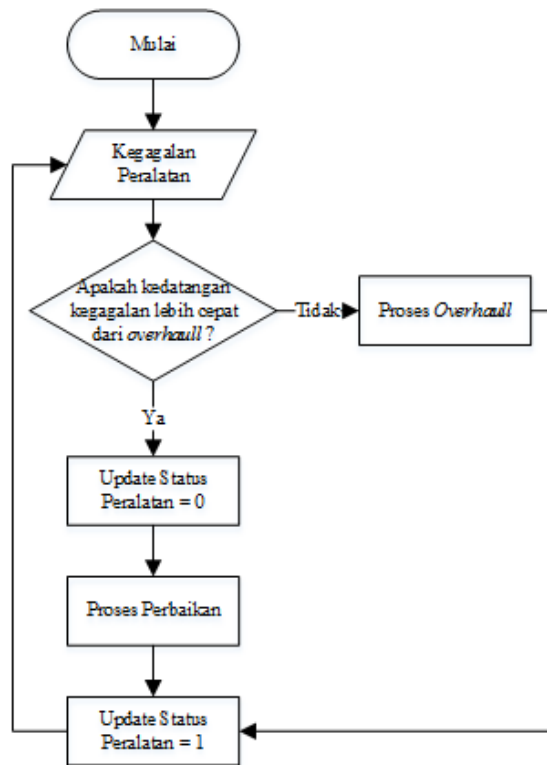 Mulai
Kegagalan
Peralatan
Apakah kedatangan
kegagalan lebih cepat
dari overhaull ?
Tidak
Proses Overhaull
Ya
Update Status
Peralatan = 0
Proses Perbaikan
Update Status
Peralatan = 1